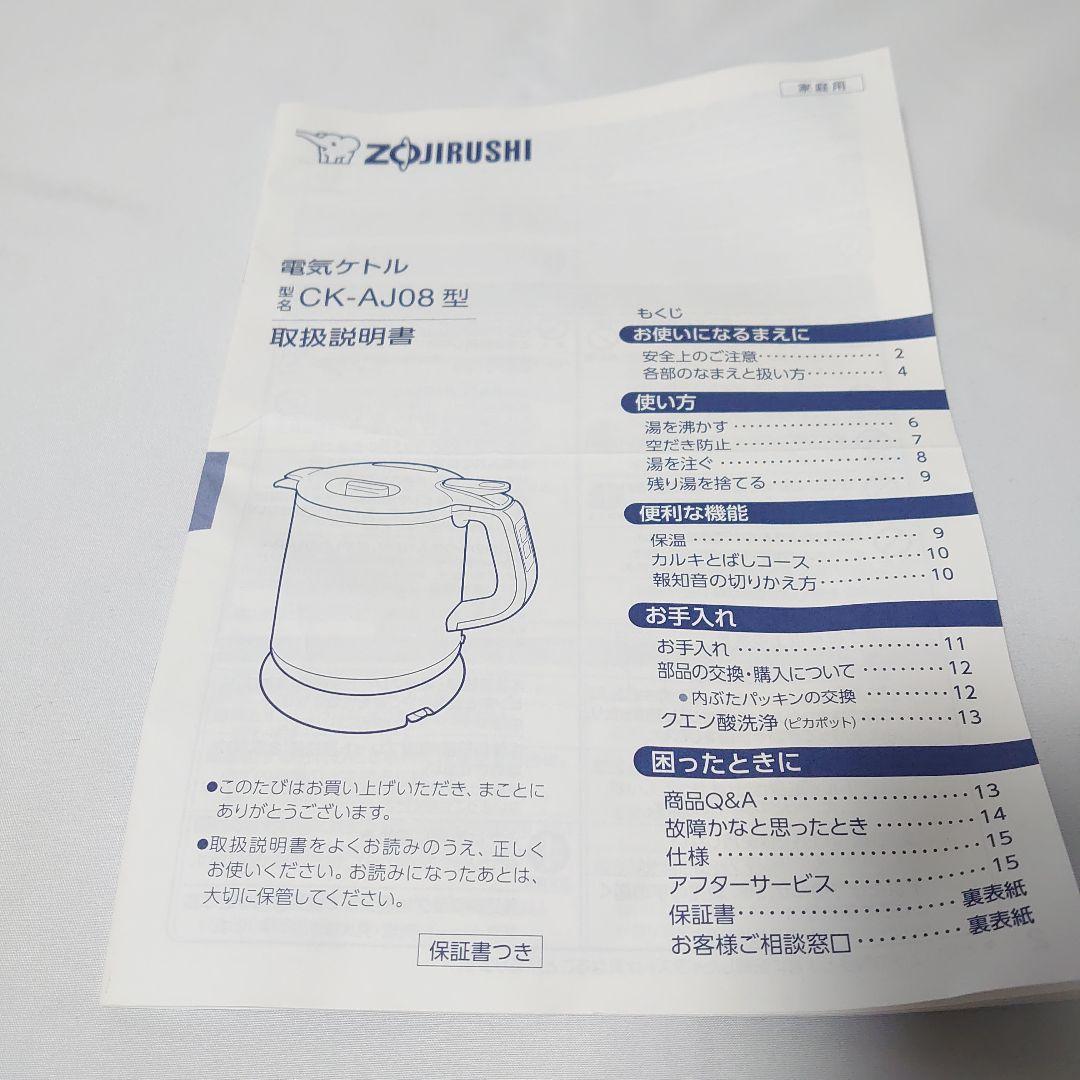 家庭用
ZOJIRUSHI
電気ケトル
型名 CK-AJ08 型
取扱説明書
●このたびはお買い上げいただき、まことに
ありがとうございます。
●取扱説明書をよくお読みのうえ、正しく
お使いください。お読みになったあとは、
大切に保管してください。
保証書つき
もくじ
お使いになるまえに
安全上のご注意‥‥‥‥‥‥‥ 2
各部のなまえと扱い方‥‥‥‥‥ 4
使い方
湯を沸かす‥‥‥‥‥‥‥‥‥‥ 6
空だき防止‥‥‥‥‥‥‥‥‥‥ 7
湯を注ぐ‥‥‥‥‥‥‥‥‥‥‥ 8
残り湯を捨てる‥‥‥‥‥‥‥‥ 9
便利な機能
保温‥‥‥‥‥‥‥‥‥‥‥‥‥ 9
カルキとばしコース‥‥‥‥‥‥ 10
報知音の切りかえ方‥‥‥‥‥‥ 10
お手入れ
お手入れ‥‥‥‥‥‥‥‥‥‥‥ 11
部品の交換・購入について‥‥‥‥ 12
●内ぶたパッキンの交換‥‥‥‥ 12
クエン酸洗浄(ピカポット)‥‥‥‥ 13
困ったときに
商品Q&A‥‥‥‥‥‥‥‥‥‥‥ 13
故障かなと思ったとき‥‥‥‥‥ 14
仕様‥‥‥‥‥‥‥‥‥‥‥‥‥ 15
アフターサービス‥‥‥‥‥‥‥ 15
保証書‥‥‥‥‥‥‥‥‥‥‥ 裏表紙
お客様ご相談窓口‥‥‥‥‥‥ 裏表紙